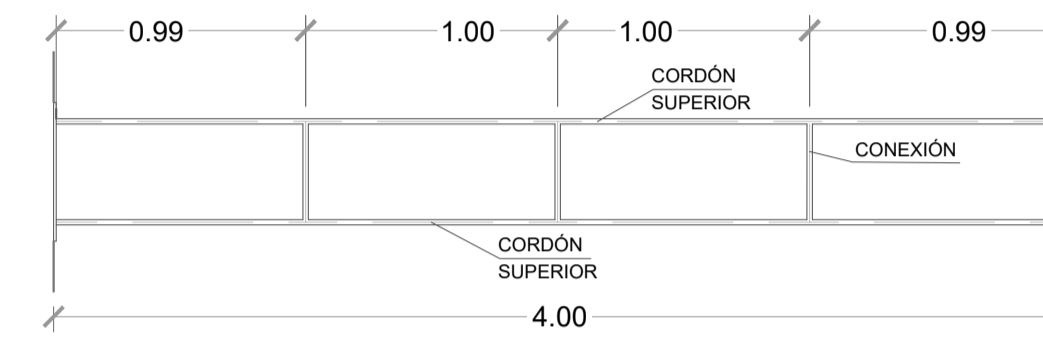 0.99 1.00 1.00 0.99
CORDÓN
SUPERIOR
CONEXIÓN
CORDÓN
SUPERIOR
4.00